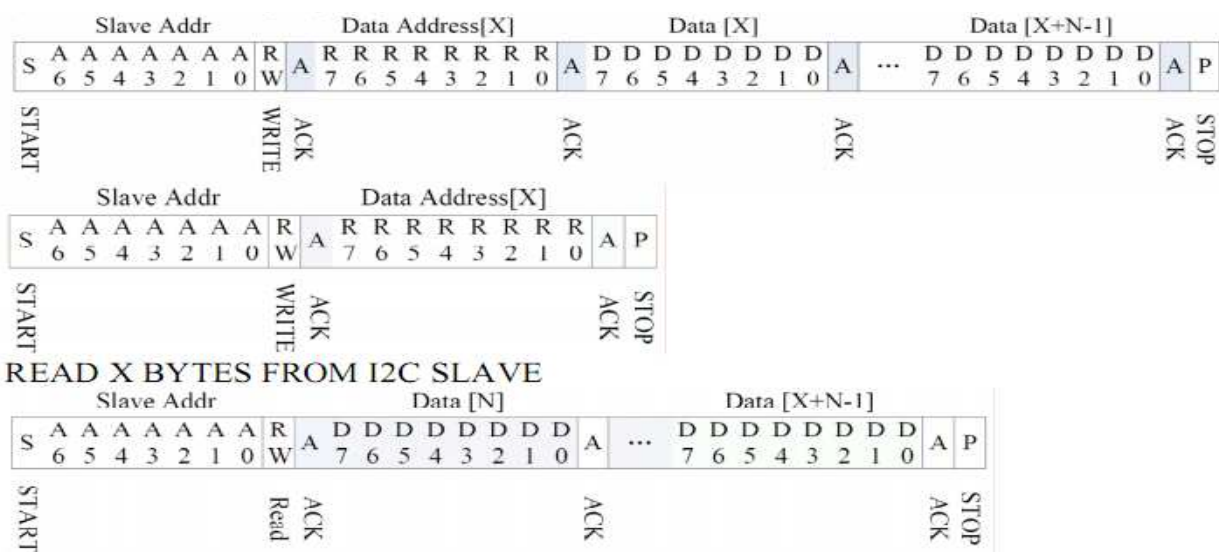 Slave Addr Data Address[X] Data [X] Data [X+N-1]
S A A A A A A A R A R R R R R R R R A D D D D D D D D A ... D D D D D D D D A P
6 5 4 3 2 1 0 W 7 6 5 4 3 2 1 0 7 6 5 4 3 2 1 0 7 6 5 4 3 2 1 0
START WRITE ACK ACK ACK ACK STOP
Slave Addr Data Address[X]
S A A A A A A A R A R R R R R R R R A P
6 5 4 3 2 1 0 W 7 6 5 4 3 2 1 0
START WRITE ACK ACK STOP
READ X BYTES FROM I2C SLAVE
Slave Addr Data [N] Data [X+N-1]
S A A A A A A A R A D D D D D D D D A ... D D D D D D D D A P
6 5 4 3 2 1 0 W 7 6 5 4 3 2 1 0 7 6 5 4 3 2 1 0
START Read ACK ACK ACK STOP